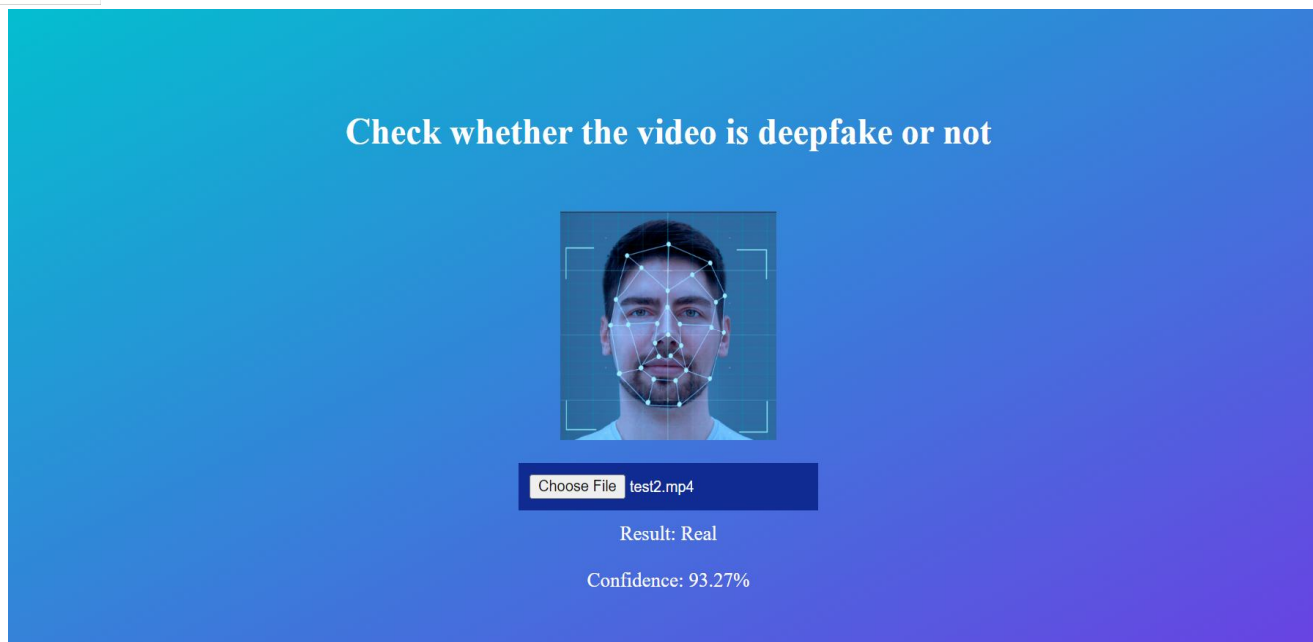 Check whether the video is deepfake or not
Choose File test2.mp4
Result: Real
Confidence: 93.27%